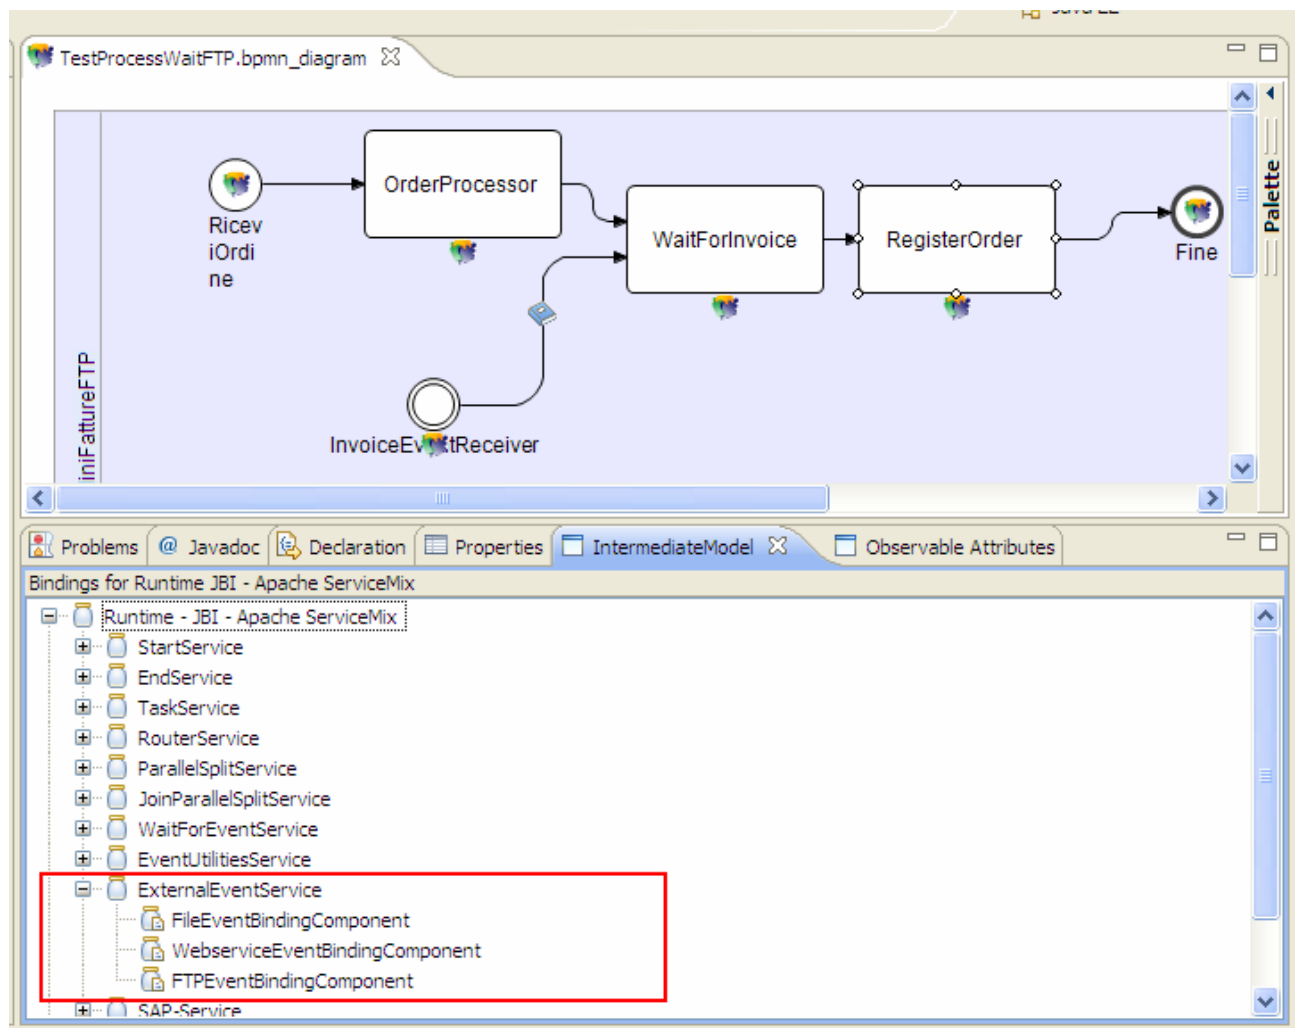 TestProcessWaitFTP.bpmn_diagram
OrderProcessor
Ricev
iOrdi
ne
WaitForInvoice
RegisterOrder
Fine
Palette
iniFattureFTP
Problems
@ Javadoc
Declaration
Properties
IntermediateModel
Observable Attributes
Bindings for Runtime JBI - Apache ServiceMix
Runtime - JBI - Apache ServiceMix
StartService
EndService
TaskService
RouterService
ParallelSplitService
JoinParallelSplitService
WaitForEventService
EventUtilitiesService
ExternalEventService
FileEventBindingComponent
WebserviceEventBindingComponent
FTPEventBindingComponent
SAP-Service